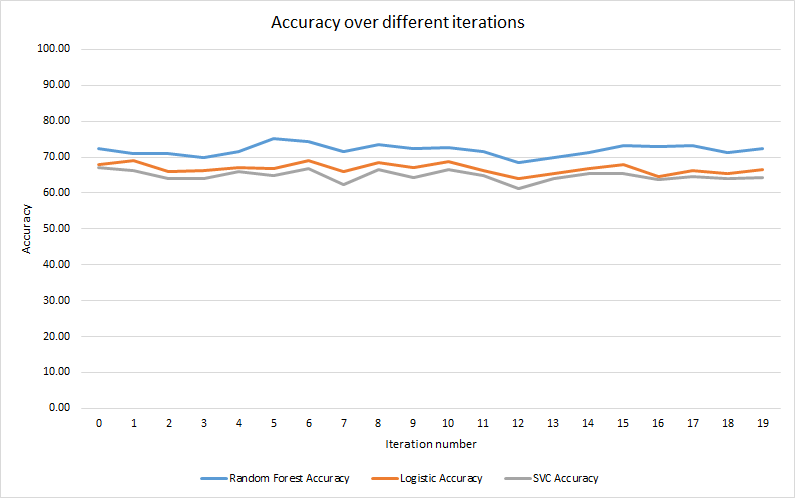 Accuracy over different iterations
100.00
90.00
80.00
70.00
60.00
50.00
40.00
30.00
20.00
10.00
0.00
Accuracy
0 1 2 3 4 5 6 7 8 9 10 11 12 13 14 15 16 17 18 19
Iteration number
Random Forest Accuracy Logistic Accuracy SVC Accuracy